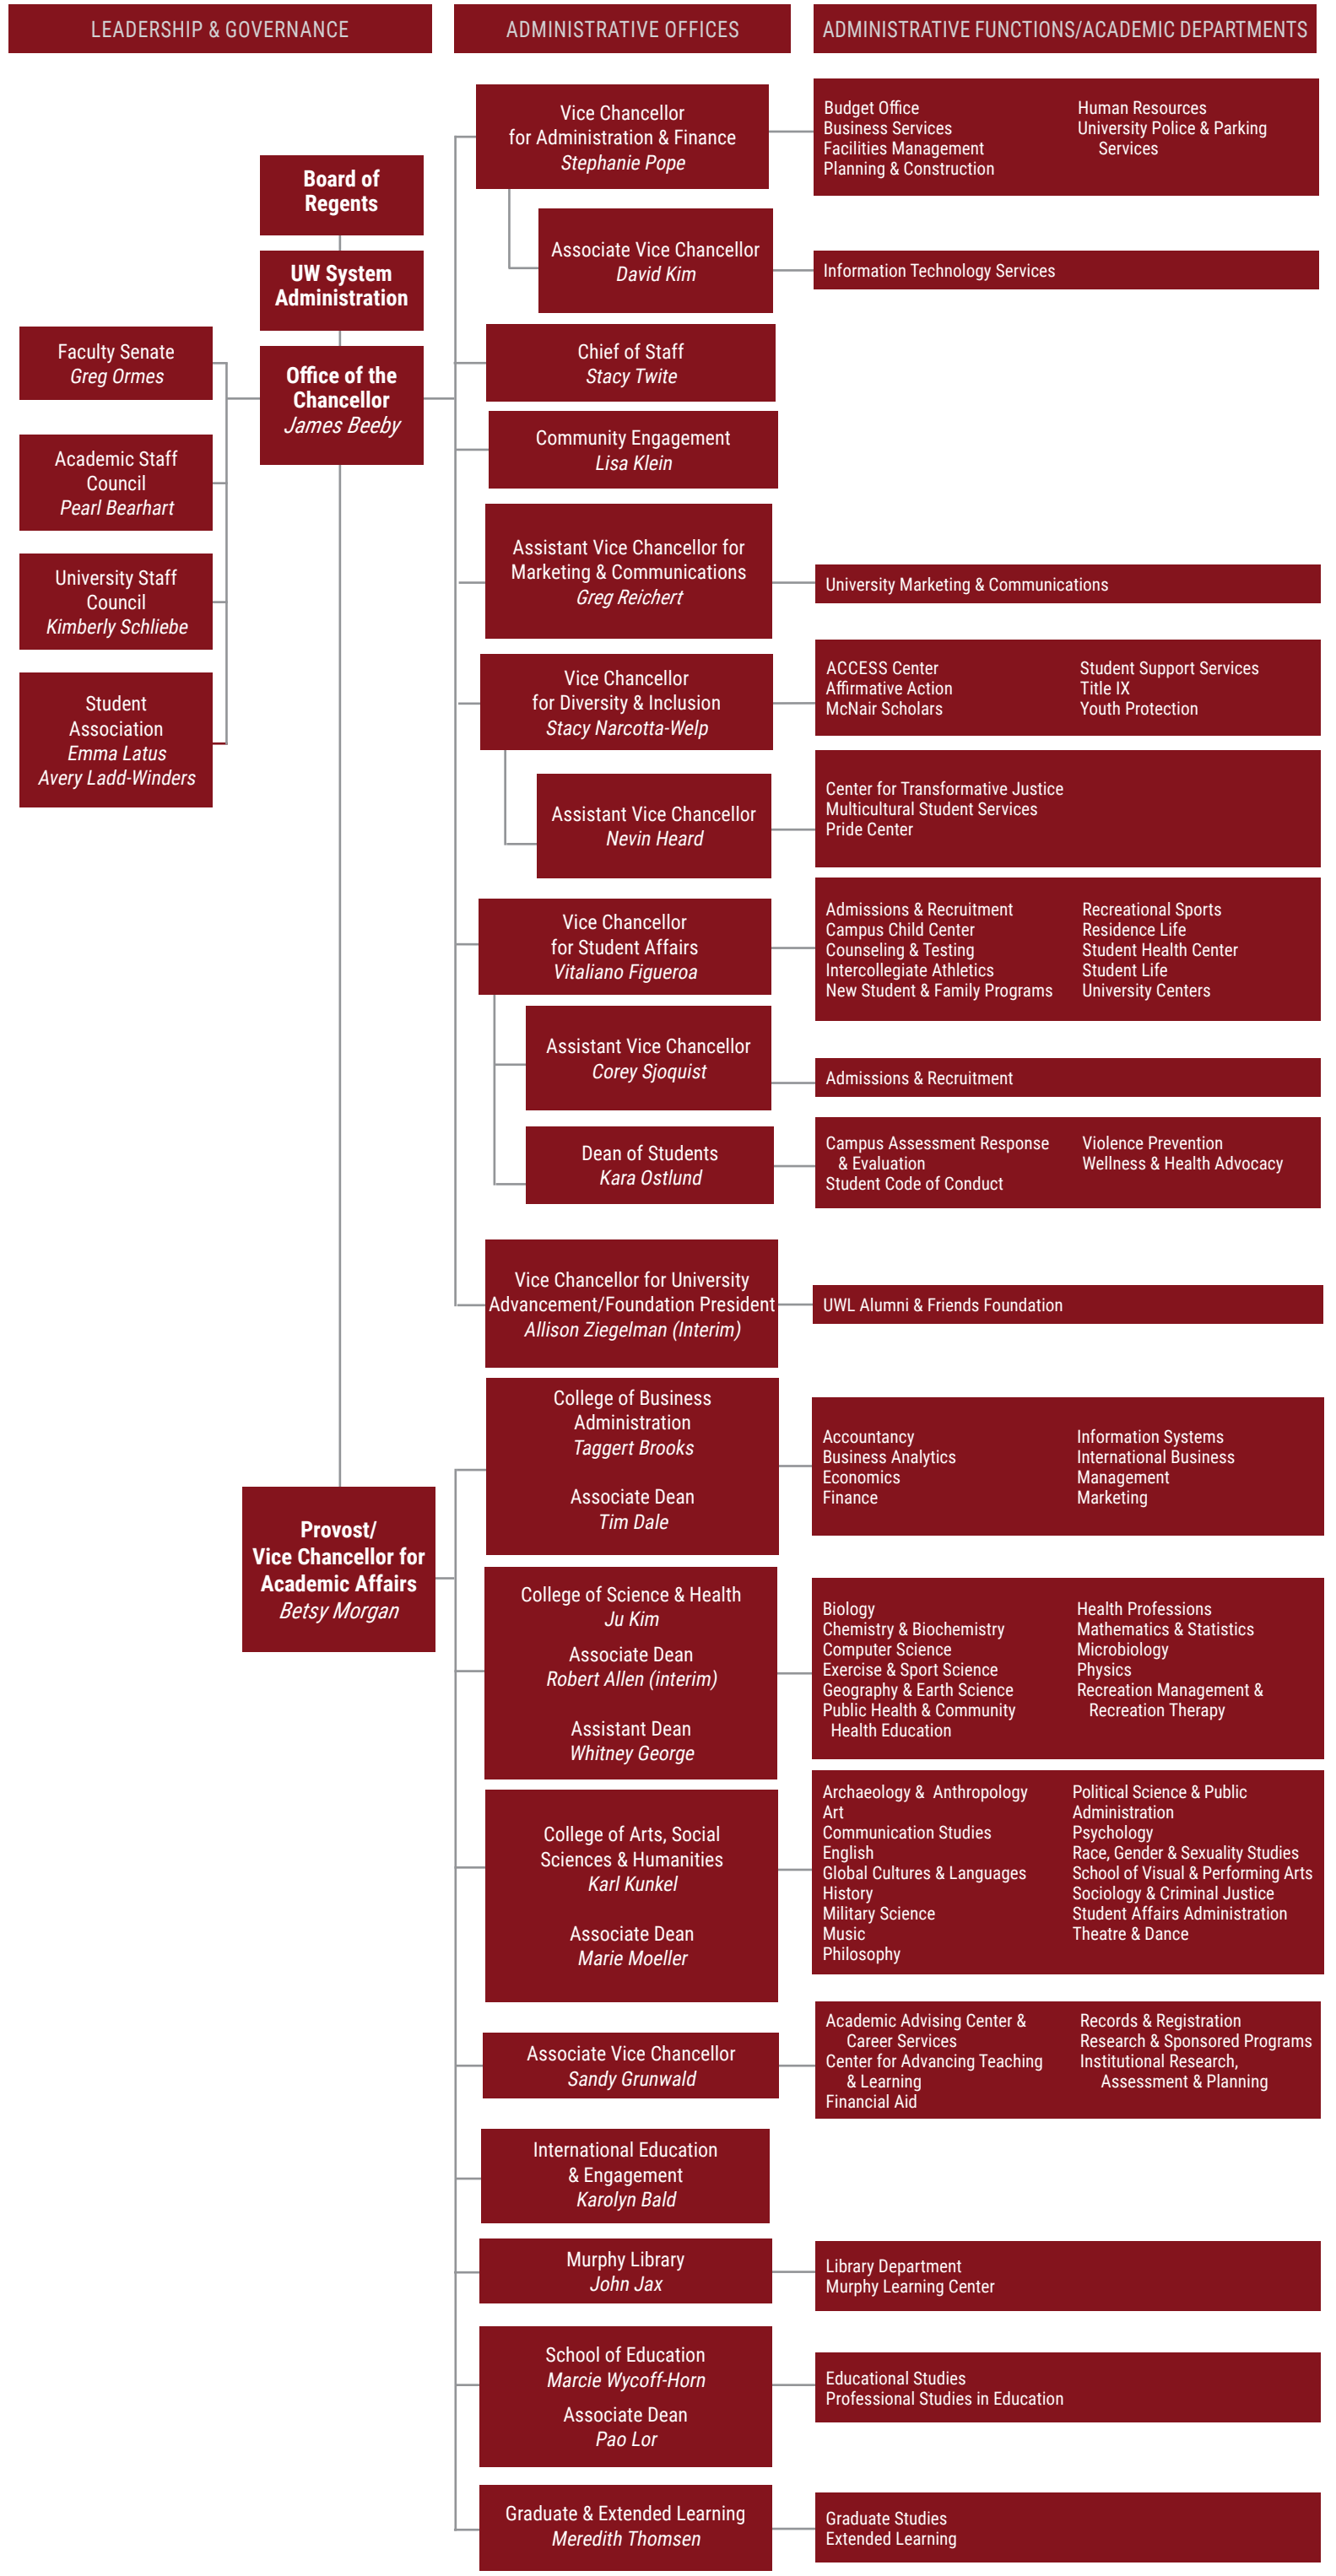 LEADERSHIP & GOVERNANCE
ADMINISTRATIVE OFFICES
ADMINISTRATIVE FUNCTIONS/ACADEMIC DEPARTMENTS
Board of
Regents
UW System
Administration
Office of the
Chancellor
James Beeby
Faculty Senate
Greg Ormes
Academic Staff
Council
Pearl Bearhart
University Staff
Council
Kimberly Schliebe
Student
Association
Emma Latus
Avery Ladd-Winders
Provost/
Vice Chancellor for
Academic Affairs
Betsy Morgan
Vice Chancellor
for Administration & Finance
Stephanie Pope
Budget Office
Business Services
Facilities Management
Planning & Construction
Human Resources
University Police & Parking
Services
Associate Vice Chancellor
David Kim
Information Technology Services
Chief of Staff
Stacy Twite
Community Engagement
Lisa Klein
Assistant Vice Chancellor for
Marketing & Communications
Greg Reichert
University Marketing & Communications
Vice Chancellor
for Diversity & Inclusion
Stacy Narcotta-Welp
ACCESS Center
Affirmative Action
McNair Scholars
Student Support Services
Title IX
Youth Protection
Assistant Vice Chancellor
Nevin Heard
Center for Transformative Justice
Multicultural Student Services
Pride Center
Vice Chancellor
for Student Affairs
Vitaliano Figueroa
Admissions & Recruitment
Campus Child Center
Counseling & Testing
Intercollegiate Athletics
New Student & Family Programs
Recreational Sports
Residence Life
Student Health Center
Student Life
University Centers
Assistant Vice Chancellor
Corey Sjoquist
Admissions & Recruitment
Dean of Students
Kara Ostlund
Campus Assessment Response
& Evaluation
Student Code of Conduct
Violence Prevention
Wellness & Health Advocacy
Vice Chancellor for University
Advancement/Foundation President
Allison Ziegelman (Interim)
UWL Alumni & Friends Foundation
College of Business
Administration
Taggert Brooks
Associate Dean
Tim Dale
Accountancy
Business Analytics
Economics
Finance
Information Systems
International Business
Management
Marketing
College of Science & Health
Ju Kim
Associate Dean
Robert Allen (interim)
Assistant Dean
Whitney George
Biology
Chemistry & Biochemistry
Computer Science
Exercise & Sport Science
Geography & Earth Science
Public Health & Community
Health Education
Health Professions
Mathematics & Statistics
Microbiology
Physics
Recreation Management &
Recreation Therapy
College of Arts, Social
Sciences & Humanities
Karl Kunkel
Associate Dean
Marie Moeller
Archaeology & Anthropology
Art
Communication Studies
English
Global Cultures & Languages
History
Military Science
Music
Philosophy
Political Science & Public
Administration
Psychology
Race, Gender & Sexuality Studies
School of Visual & Performing Arts
Sociology & Criminal Justice
Student Affairs Administration
Theatre & Dance
Associate Vice Chancellor
Sandy Grunwald
Academic Advising Center &
Career Services
Center for Advancing Teaching
& Learning
Financial Aid
Records & Registration
Research & Sponsored Programs
Institutional Research,
Assessment & Planning
International Education
& Engagement
Karolyn Bald
Murphy Library
John Jax
Library Department
Murphy Learning Center
School of Education
Marcie Wycoff-Horn
Associate Dean
Pao Lor
Educational Studies
Professional Studies in Education
Graduate & Extended Learning
Meredith Thomsen
Graduate Studies
Extended Learning